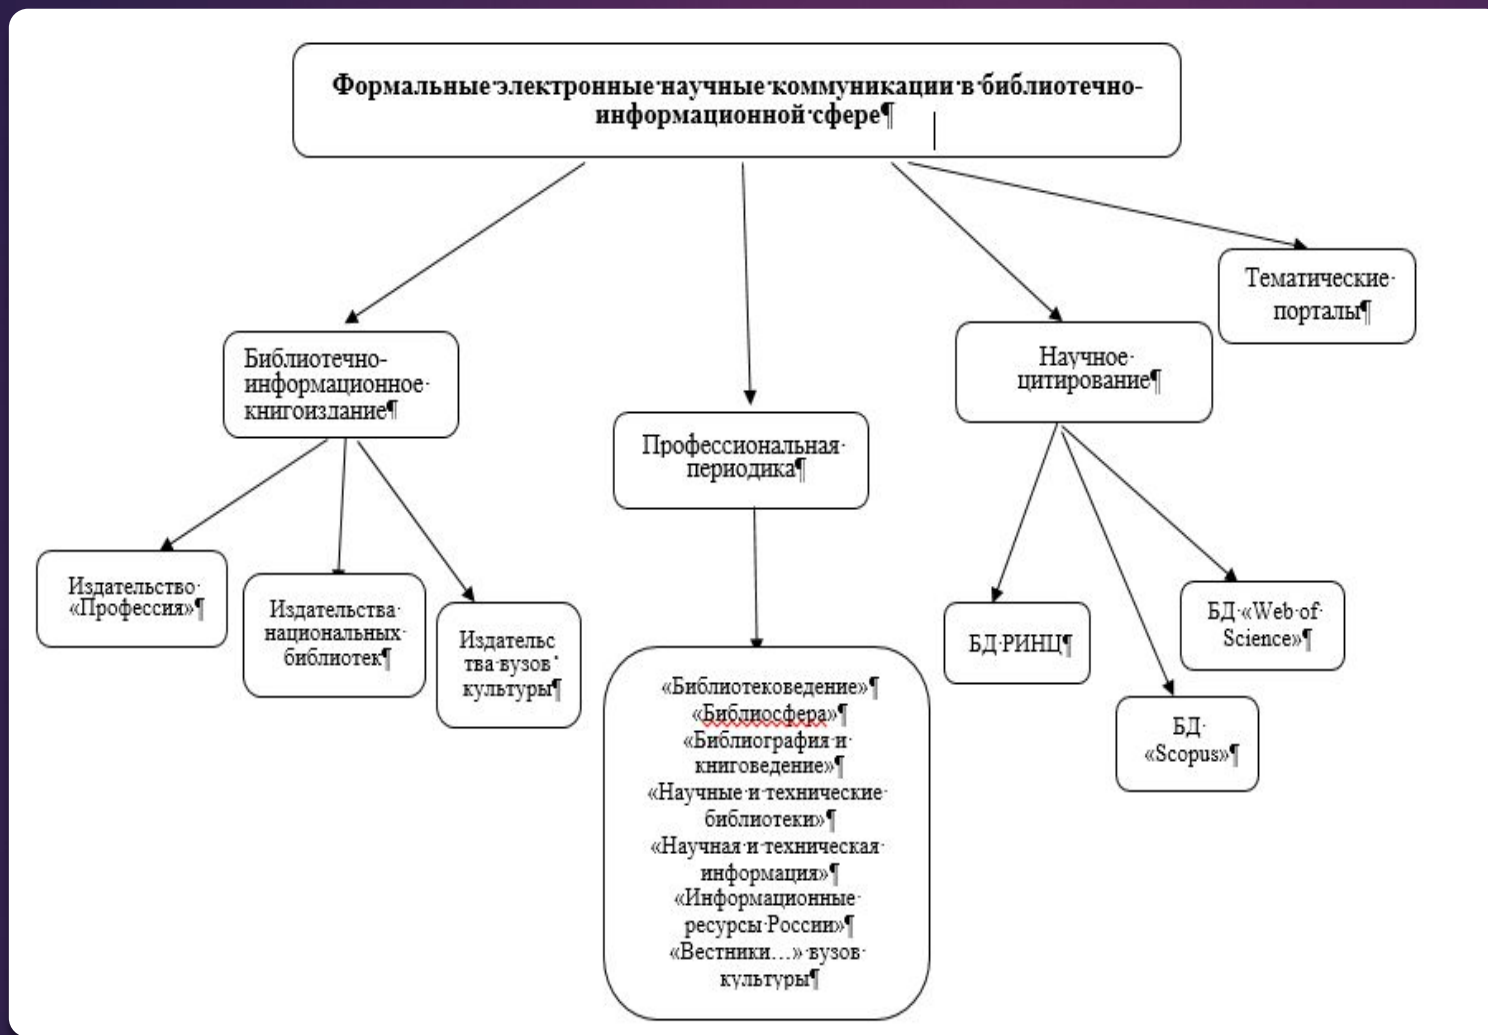 Формальные электронные научные коммуникации в библиотечно-
информационной сфере¶
Тематические
порталы¶
Библиотечно-
информационное
книгоиздание¶
Научное
цитирование¶
Профессиональная
периодика¶
Издательство
«Профессия»¶
Издательства
национальных
библиотек¶
Издательс
тва вузов
культуры¶
БД РИНЦ¶
БД «Web of
Science»¶
БД
«Scopus»¶
«Библиотековедение»¶
«Библиосфера»¶
«Библиография и
книговедение»¶
«Научные и технические
библиотеки»¶
«Научная и техническая
информация»¶
«Информационные
ресурсы России»¶
«Вестники…» вузов
культуры¶